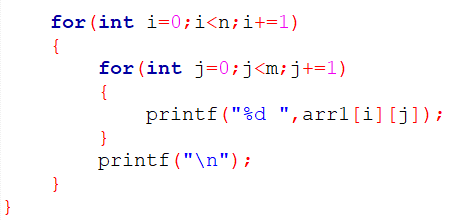 for(int i=0;i<n;i+=1)
{
for(int j=0;j<m;j+=1)
{
printf("%d ",arr1[i][j]);
}
printf("\n");
}
}